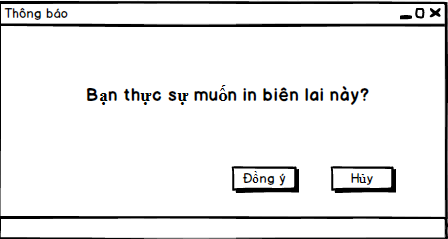 Thông báo
Bạn thực sự muốn in biên lai này?
Đồng ý
Hủy